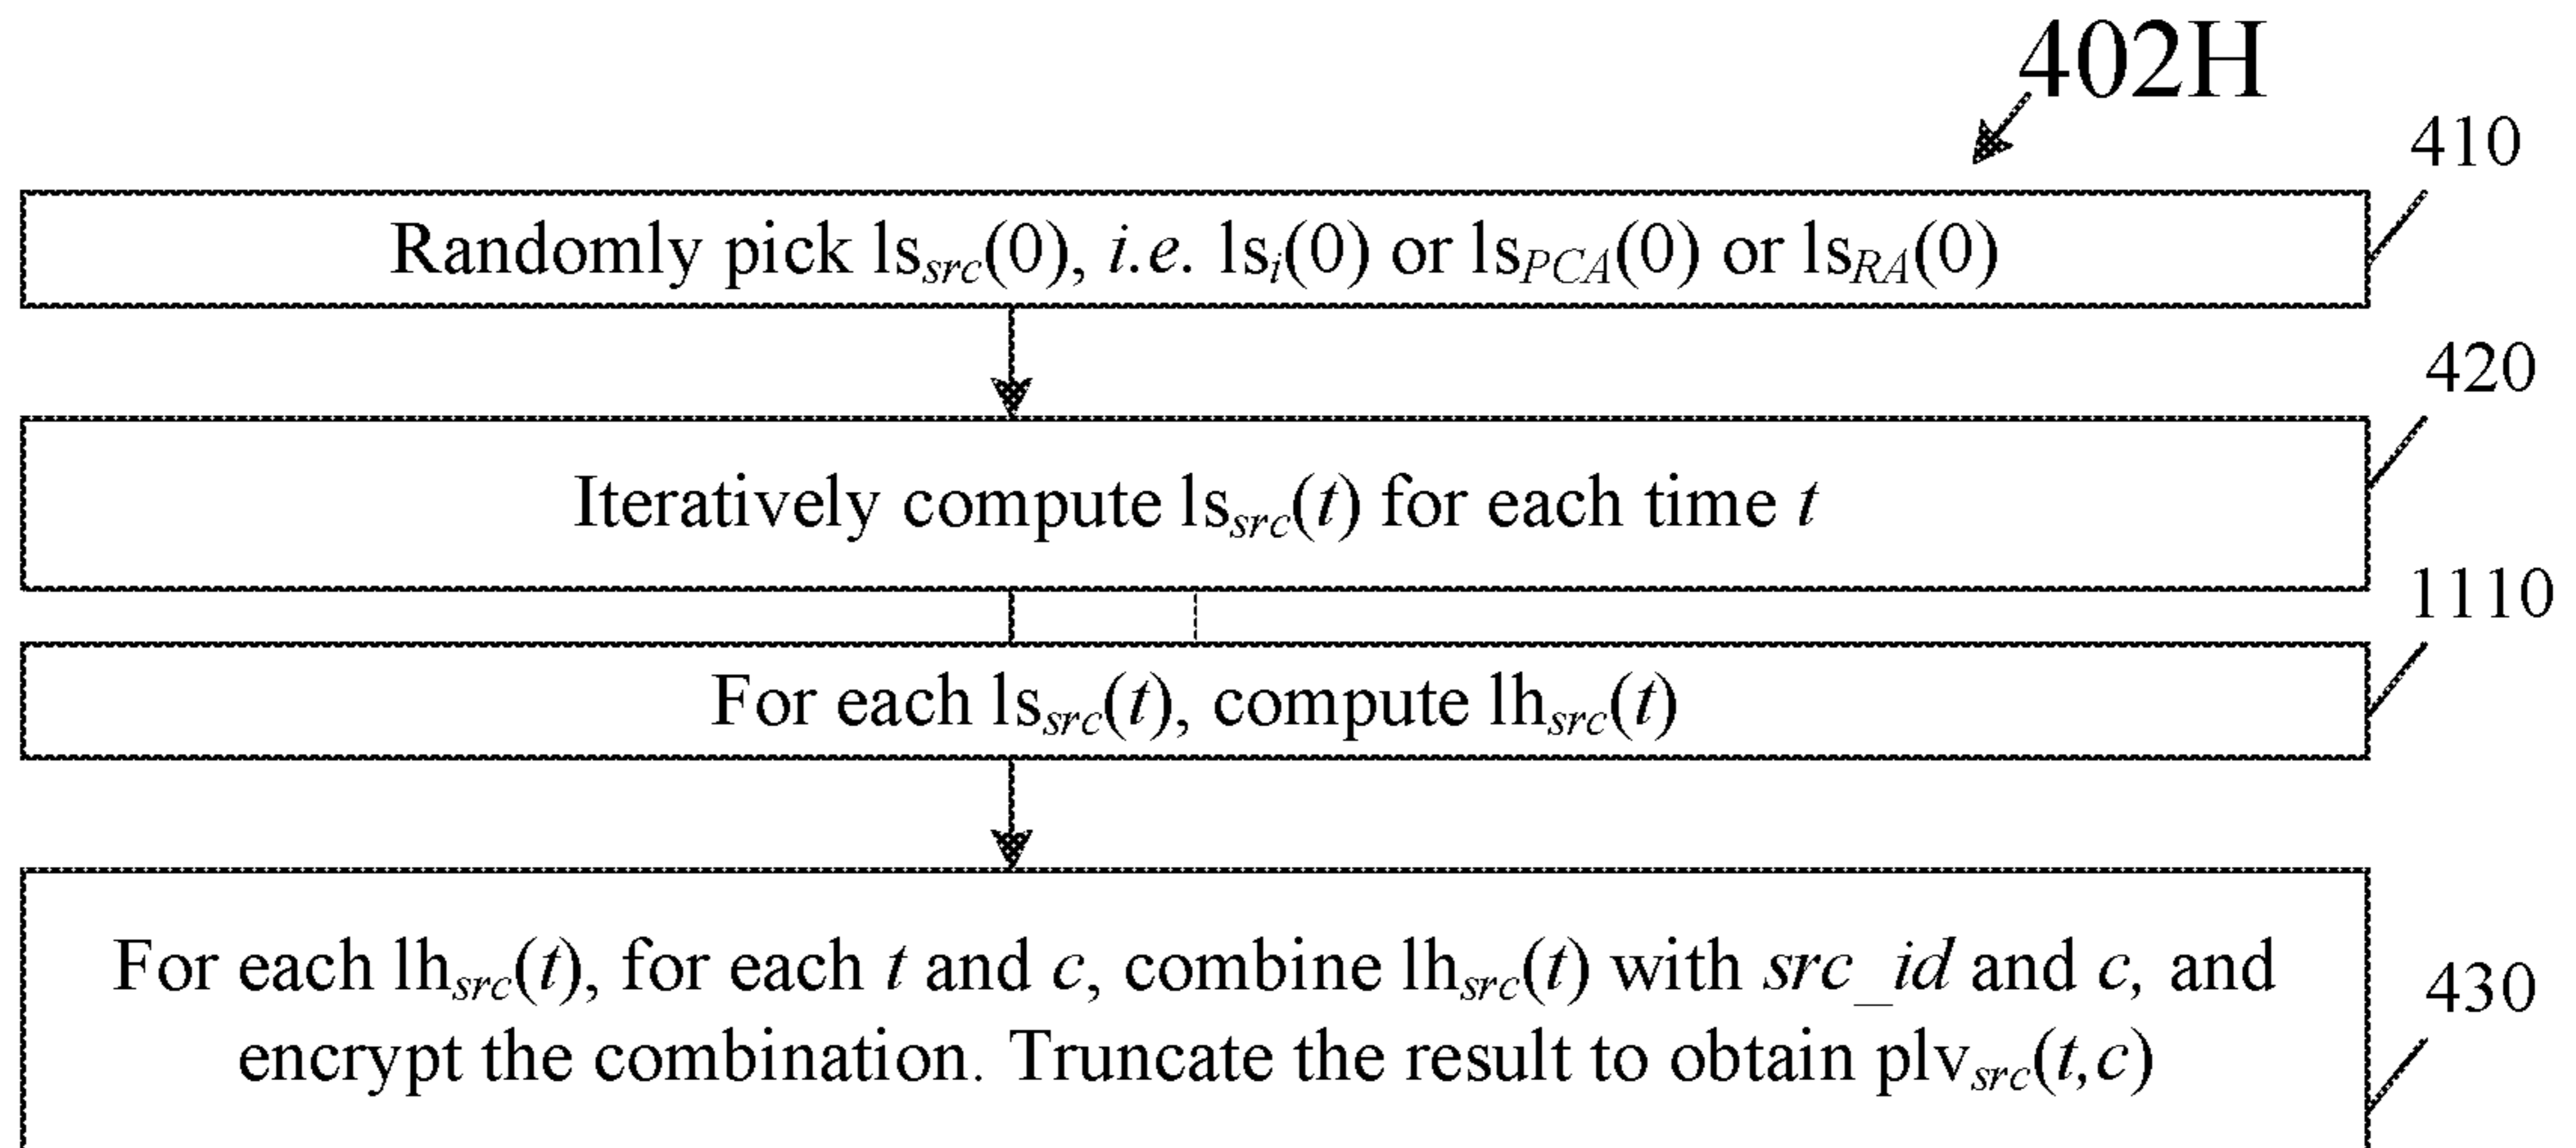 402H
410
Randomly pick ls_src(0), i.e. ls_i(0) or ls_PCA(0) or ls_RA(0)
420
Iteratively compute ls_src(t) for each time t
1110
For each ls_src(t), compute lh_src(t)
For each lh_src(t), for each t and c, combine lh_src(t) with src_id and c, and
430
encrypt the combination. Truncate the result to obtain plv_src(t,c)